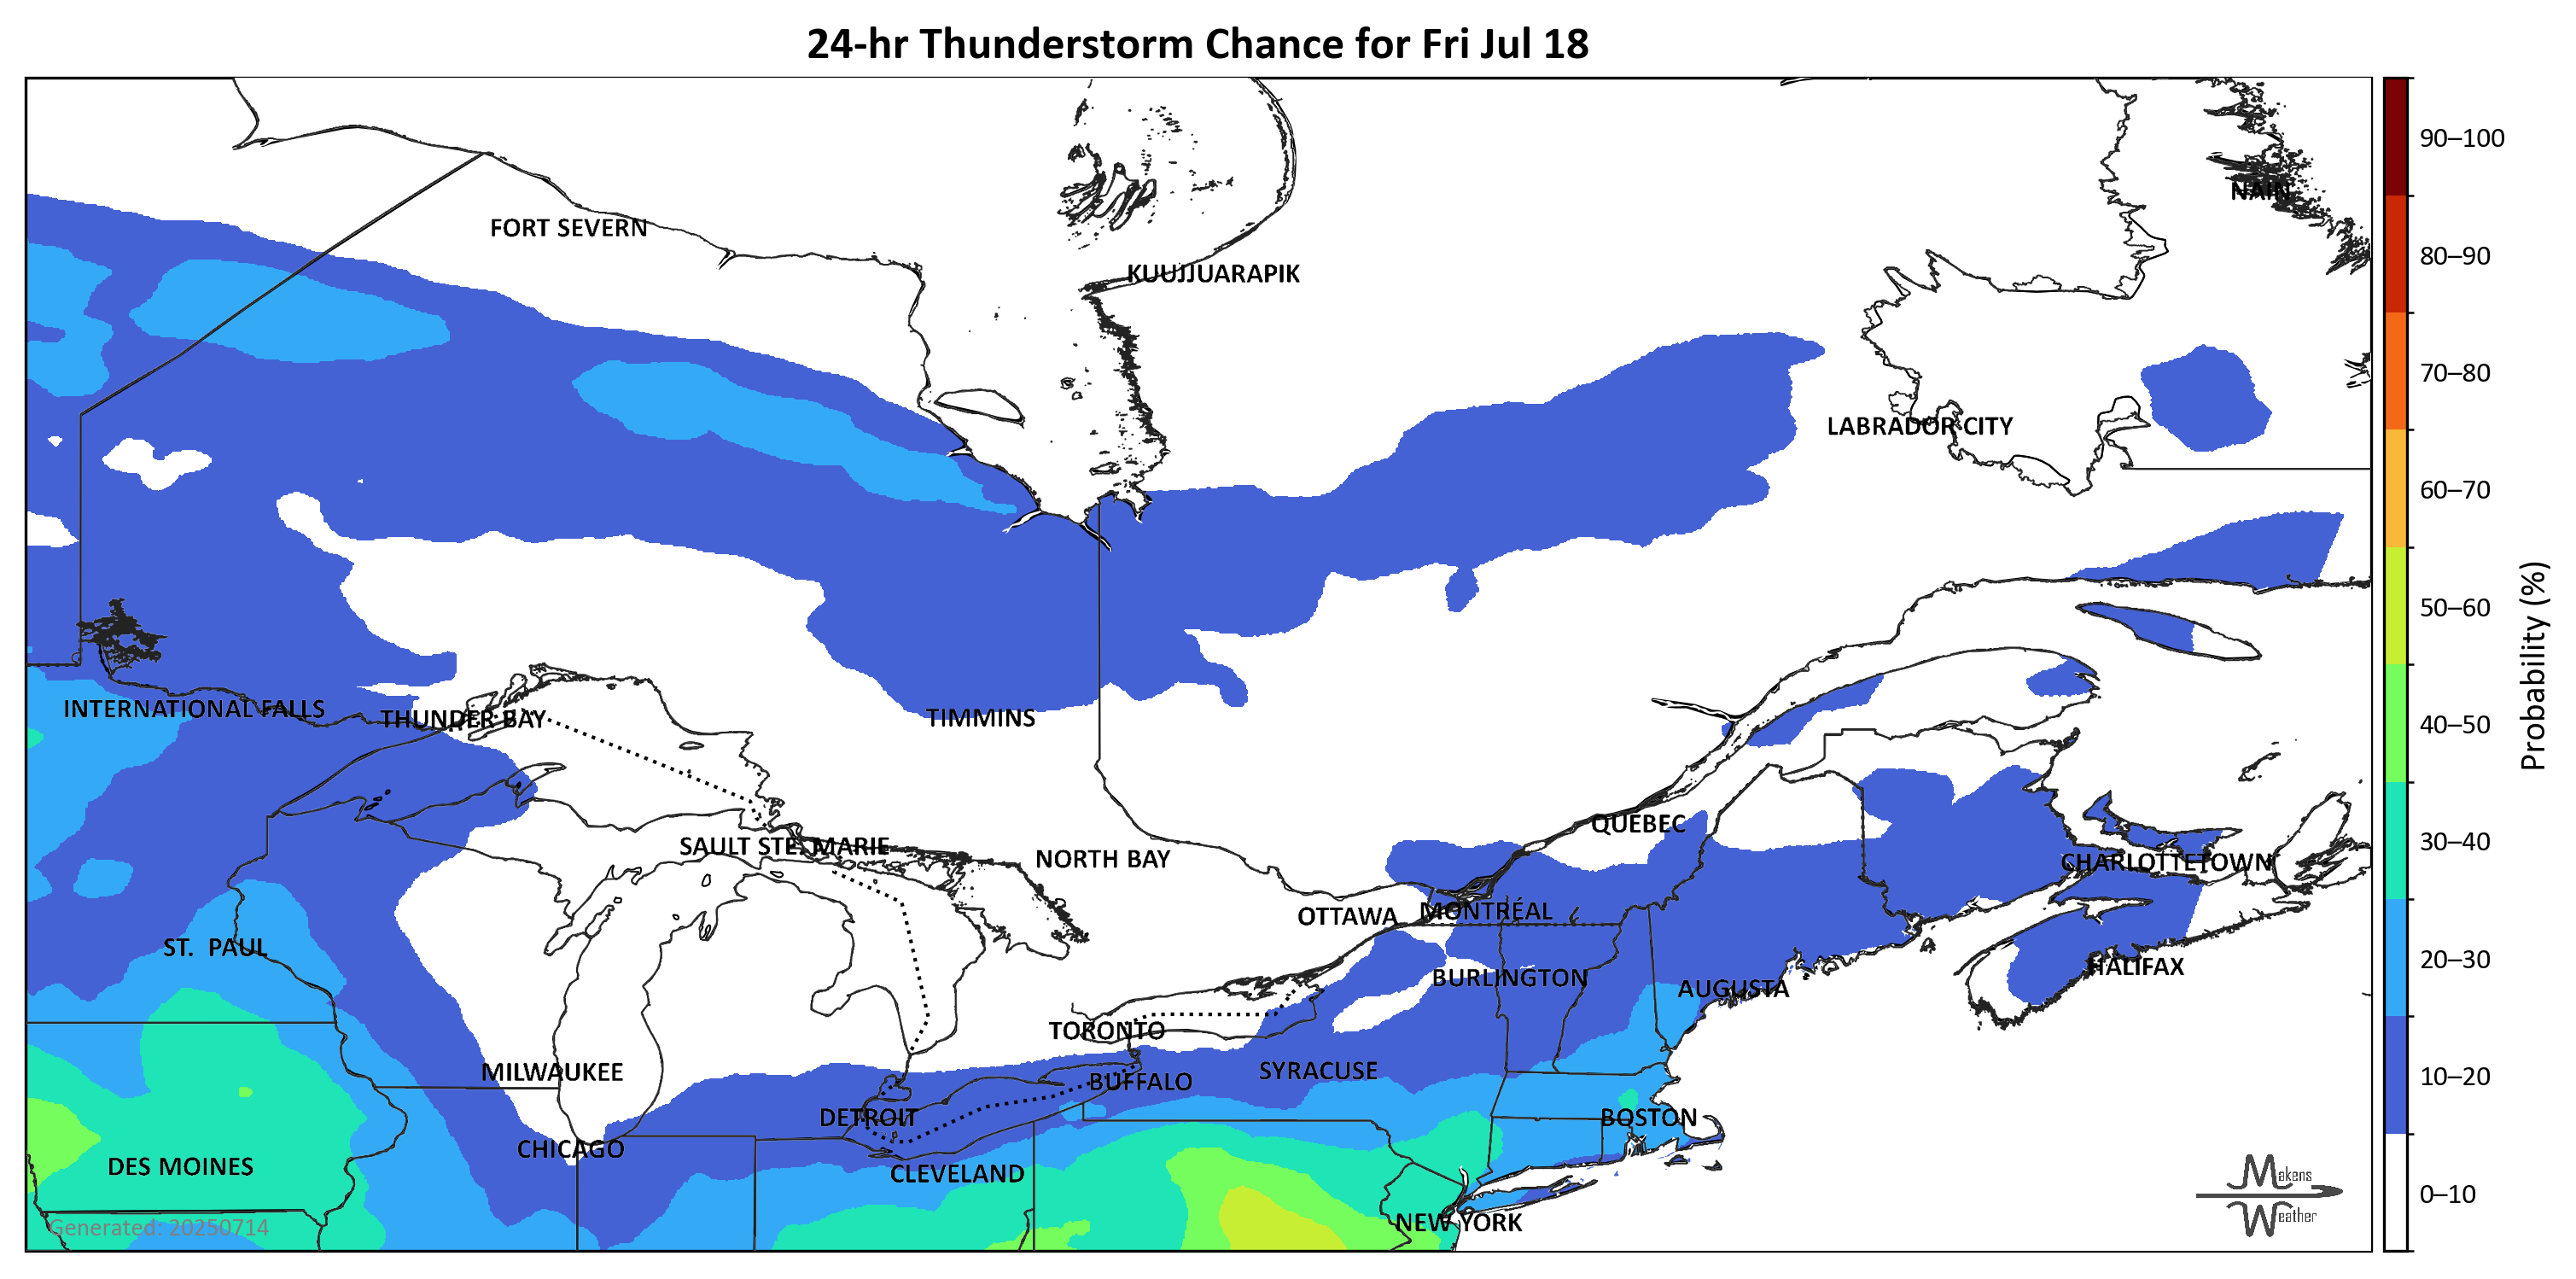 24-hr Thunderstorm Chance for Fri Jul 18
NAIN
FORT SEVERN
KUUJJUARAPIK
LABRADOR CITY
INTERNATIONAL FALLS
THUNDER BAY
TIMMINS
QUEBEC
SAULT STE. MARIE
NORTH BAY
CHARLOTTETOWN
OTTAWA
MONTRÉAL
ST. PAUL
BURLINGTON
HALIFAX
AUGUSTA
TORONTO
MILWAUKEE
SYRACUSE
BUFFALO
DETROIT
BOSTON
CHICAGO
DES MOINES
CLEVELAND
NEW YORK
Generated: 20250714
Makens
Weather
90–100
80–90
70–80
60–70
50–60
40–50
30–40
20–30
10–20
0–10
Probability (%)